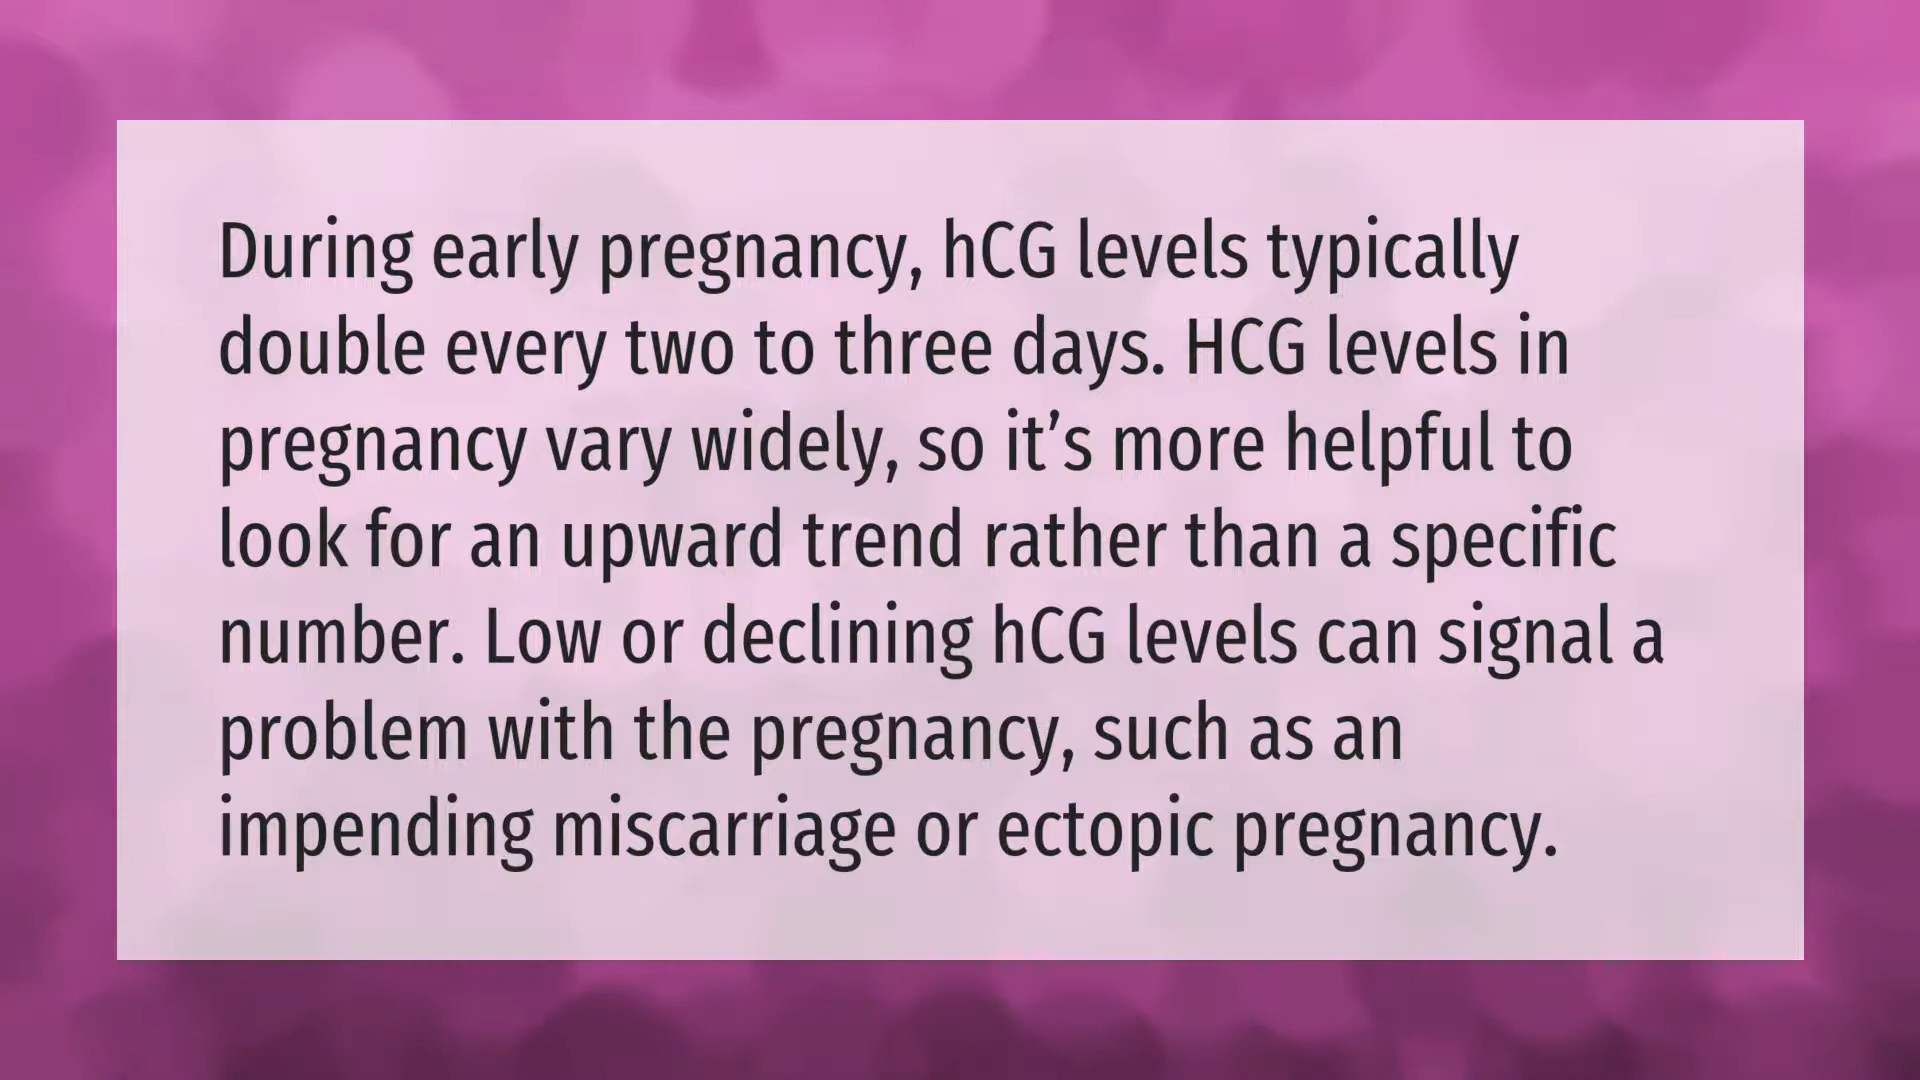 During early pregnancy, hCG levels typically
double every two to three days. HCG levels in
pregnancy vary widely, so it’s more helpful to
look for an upward trend rather than a specific
number. Low or declining hCG levels can signal a
problem with the pregnancy, such as an
impending miscarriage or ectopic pregnancy.